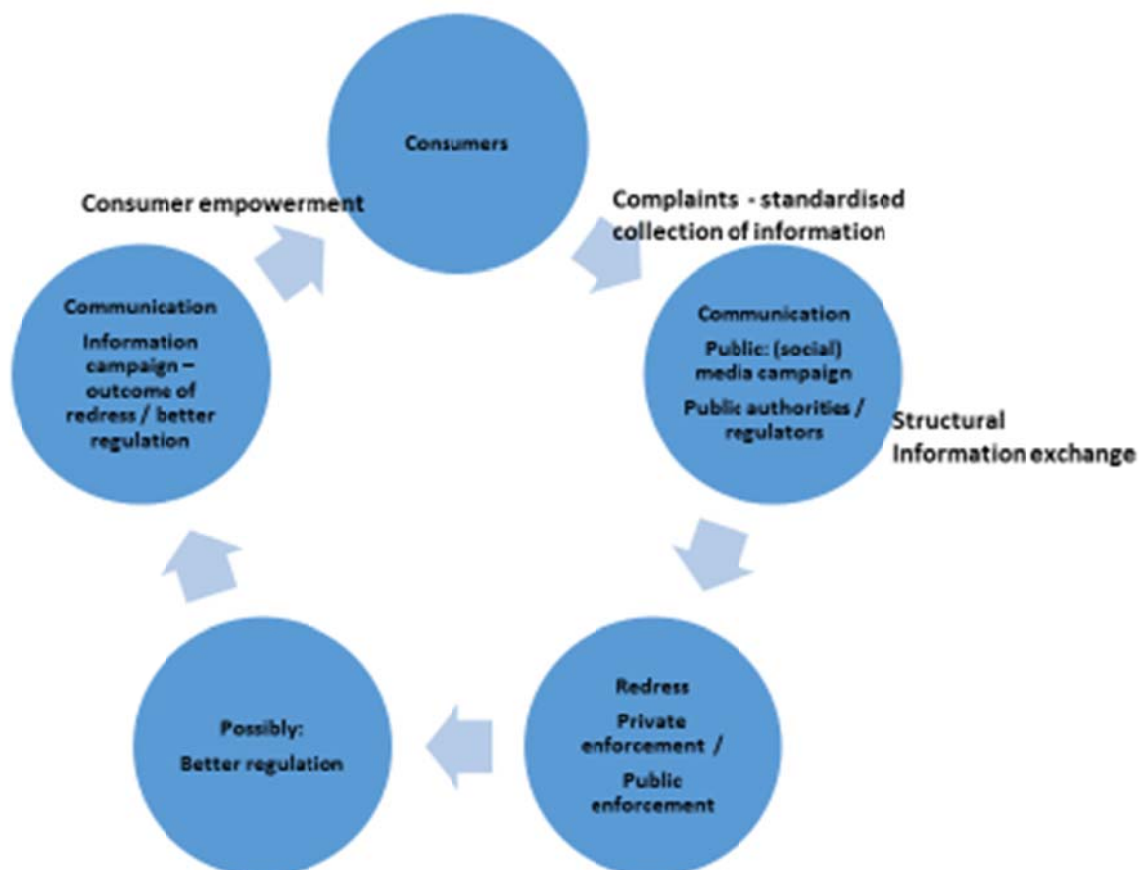 Consumers
Consumer empowerment
Complaints - standardised
collection of information
Communication
Information
campaign –
outcome of
redress / better
regulation
Communication
Public: (social)
media campaign
Public authorities /
regulators
Structural
Information exchange
Possibly:
Better regulation
Redress
Private
enforcement /
Public
enforcement